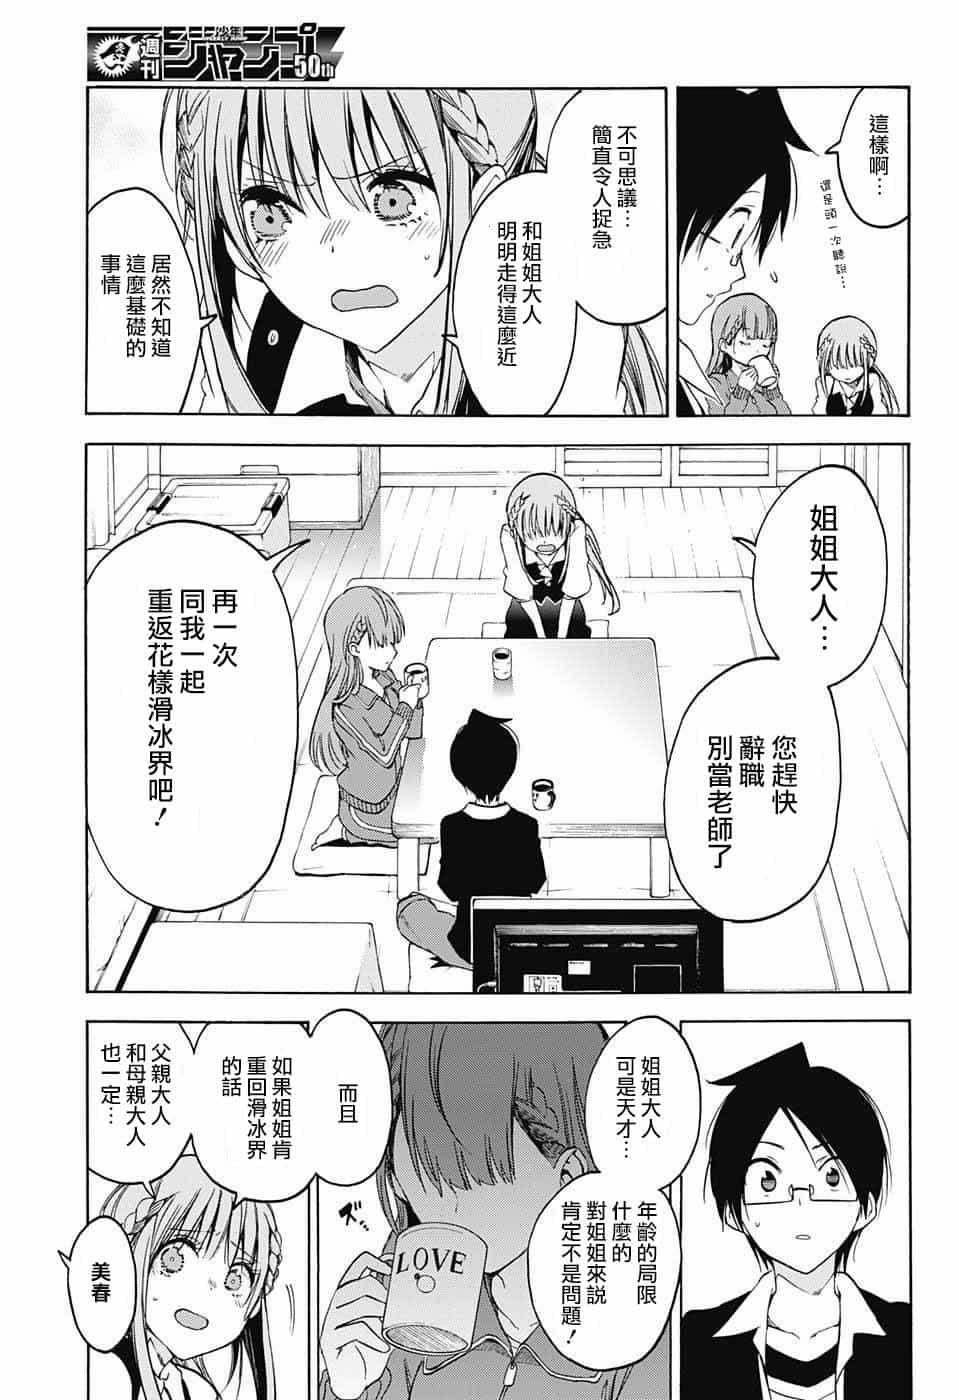 週刊
少年
ジャンプ
50th
這樣啊…
還是頭一次聽說…
不可思議…
簡直令人捉急
和姐姐大人
明明走得這麼近
居然不知道
這麼基礎的
事情
姐姐大人…
您趕快
辭職
別當老師了
再一次
同我一起
重返花樣滑冰界吧！
姐姐大人
可是天才…
年齡的局限
什麼的
對姐姐來說
肯定不是問題！
ズ…
LOVE
而且
如果姐姐肯
重回滑冰界
的話
父親大人
和母親大人
也一定…
美春